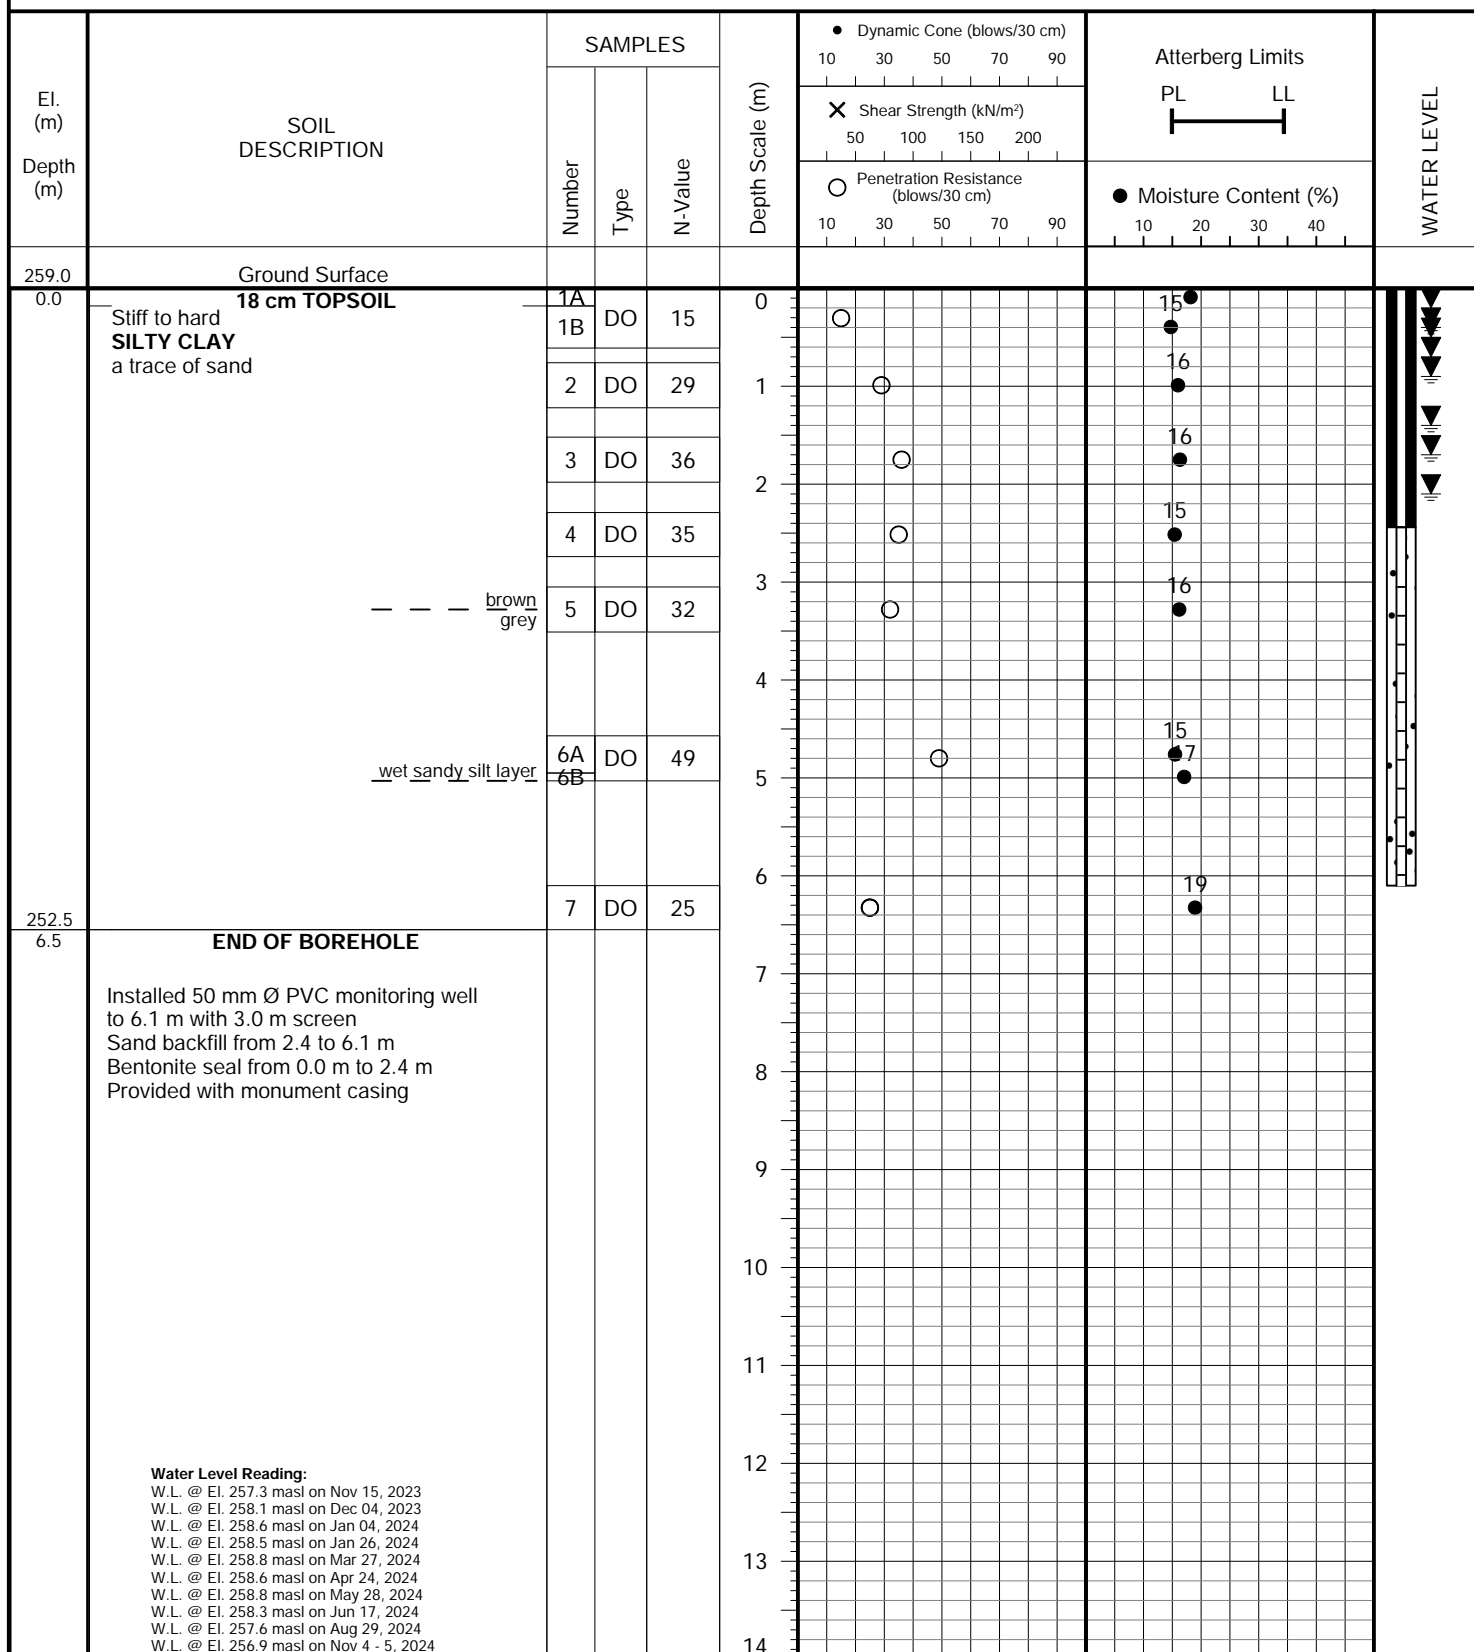 El.
(m)
Depth
(m)
SOIL
DESCRIPTION
SAMPLES
Number
Type
N-Value
Depth Scale (m)
Dynamic Cone (blows/30 cm)
10 30 50 70 90
Shear Strength (kN/m²)
50 100 150 200
Penetration Resistance
(blows/30 cm)
10 30 50 70 90
Atterberg Limits
PL LL
Moisture Content (%)
10 20 30 40
WATER LEVEL
259.0 Ground Surface
0.0 18 cm TOPSOIL 1A 0
Stiff to hard
SILTY CLAY
a trace of sand
1B DO 15 15
2 DO 29 1 16
3 DO 36 16
2
4 DO 35 15
3
brown
grey
5 DO 32 16
4
6A DO 49 15
wet sandy silt layer
6B 17
5
6
252.5 7 DO 25 19
6.5 END OF BOREHOLE
7
Installed 50 mm Ø PVC monitoring well
to 6.1 m with 3.0 m screen
Sand backfill from 2.4 to 6.1 m
Bentonite seal from 0.0 m to 2.4 m
Provided with monument casing
8
9
10
11
12
13
14
Water Level Reading:
W.L. @ El. 257.3 masl on Nov 15, 2023
W.L. @ El. 258.1 masl on Dec 04, 2023
W.L. @ El. 258.6 masl on Jan 04, 2024
W.L. @ El. 258.5 masl on Jan 26, 2024
W.L. @ El. 258.8 masl on Mar 27, 2024
W.L. @ El. 258.6 masl on Apr 24, 2024
W.L. @ El. 258.8 masl on May 28, 2024
W.L. @ El. 258.3 masl on Jun 17, 2024
W.L. @ El. 257.6 masl on Aug 29, 2024
W.L. @ El. 256.9 masl on Nov 4 - 5, 2024